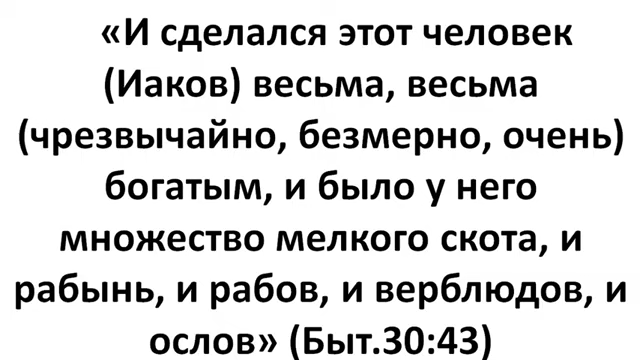 «И сделался этот человек
(Иаков) весьма, весьма
(чрезвычайно, безмерно, очень)
богатым, и было у него
множество мелкого скота, и
рабынь, и рабов, и верблюдов, и
ослов» (Быт.30:43)